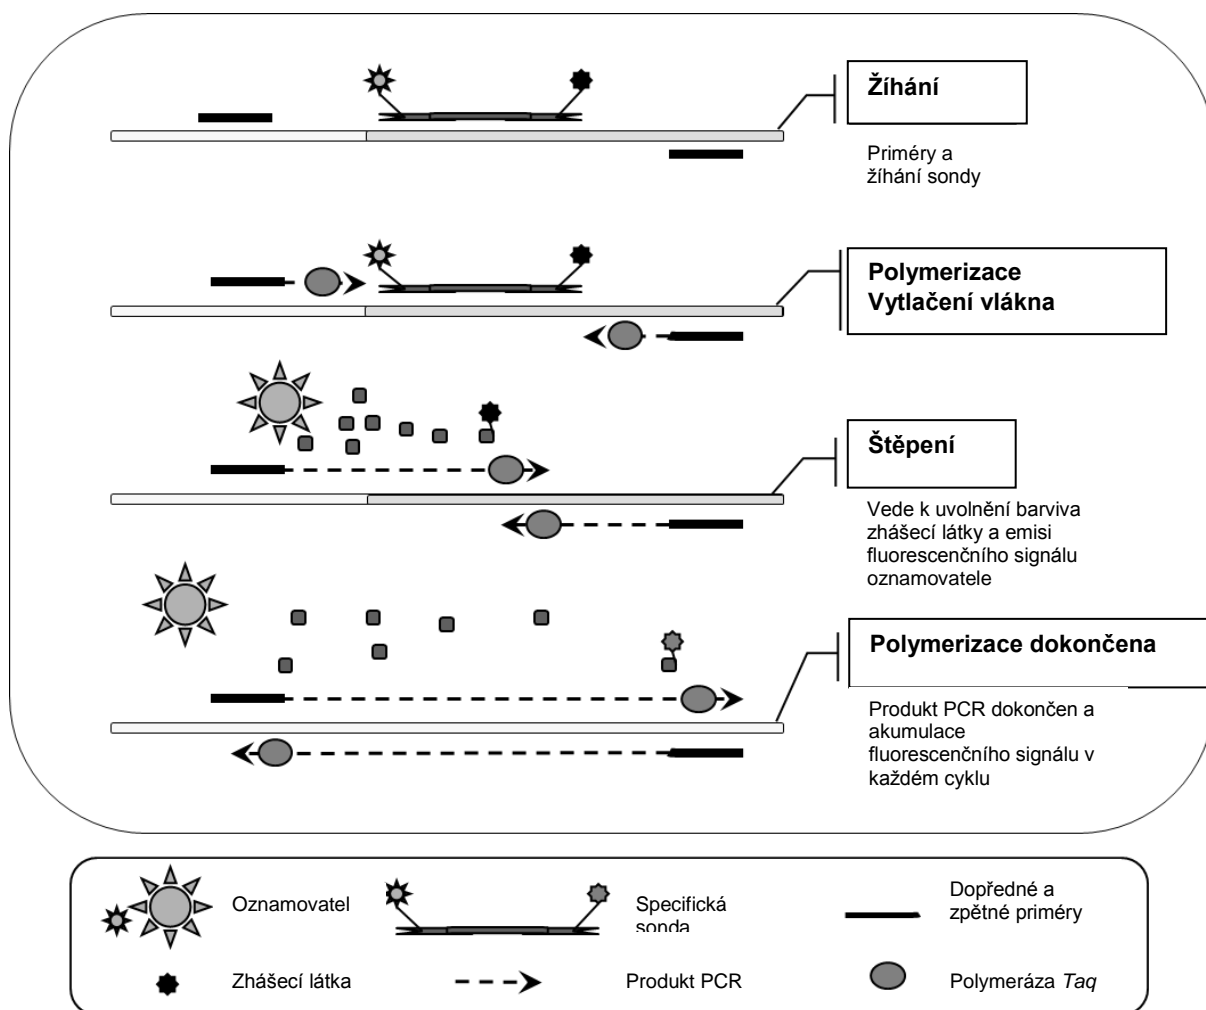 Žíhání
Priméry a
žíhání sondy
Polymerizace
Vytlačení vlákna
Štěpení
Vede k uvolnění barviva
zhášecí látky a emisi
fluorescenčního signálu
oznamovatele
Polymerizace dokončena
Produkt PCR dokončen a
akumulace
fluorescenčního signálu v
každém cyklu
Oznamovatel
Specifická
sonda
Dopředné a
zpětné priméry
Zhášecí látka
Produkt PCR
Polymeráza Taq